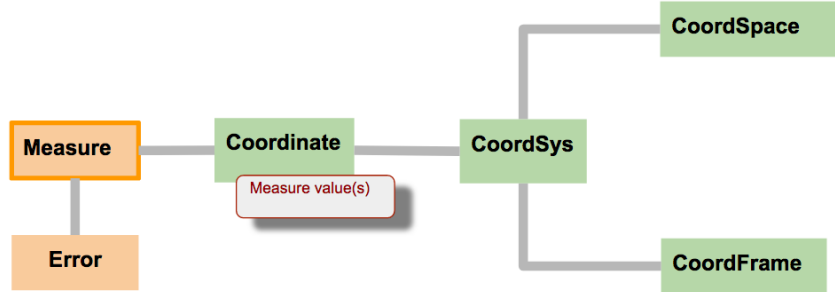 CoordSpace
Measure
Coordinate
CoordSys
Measure value(s)
Error
CoordFrame